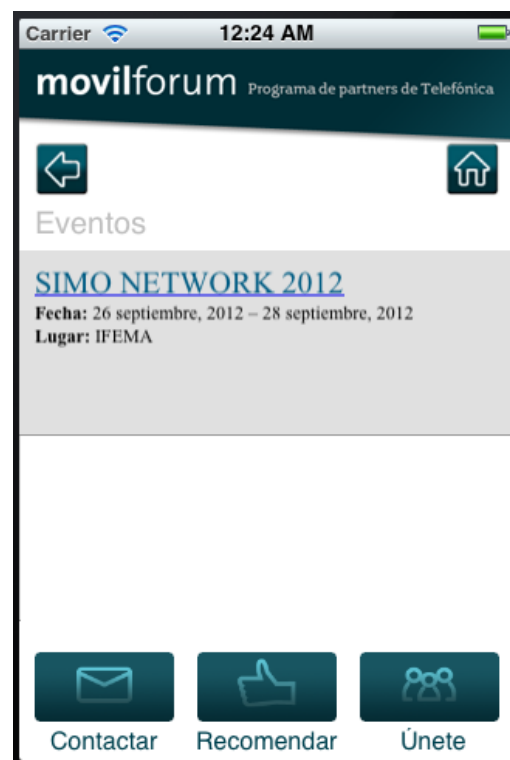 Carrier 12:24 AM
movilforum Programa de partners de Telefónica
Eventos
SIMO NETWORK 2012
Fecha: 26 septiembre, 2012 – 28 septiembre, 2012
Lugar: IFEMA
Contactar Recomendar Únete